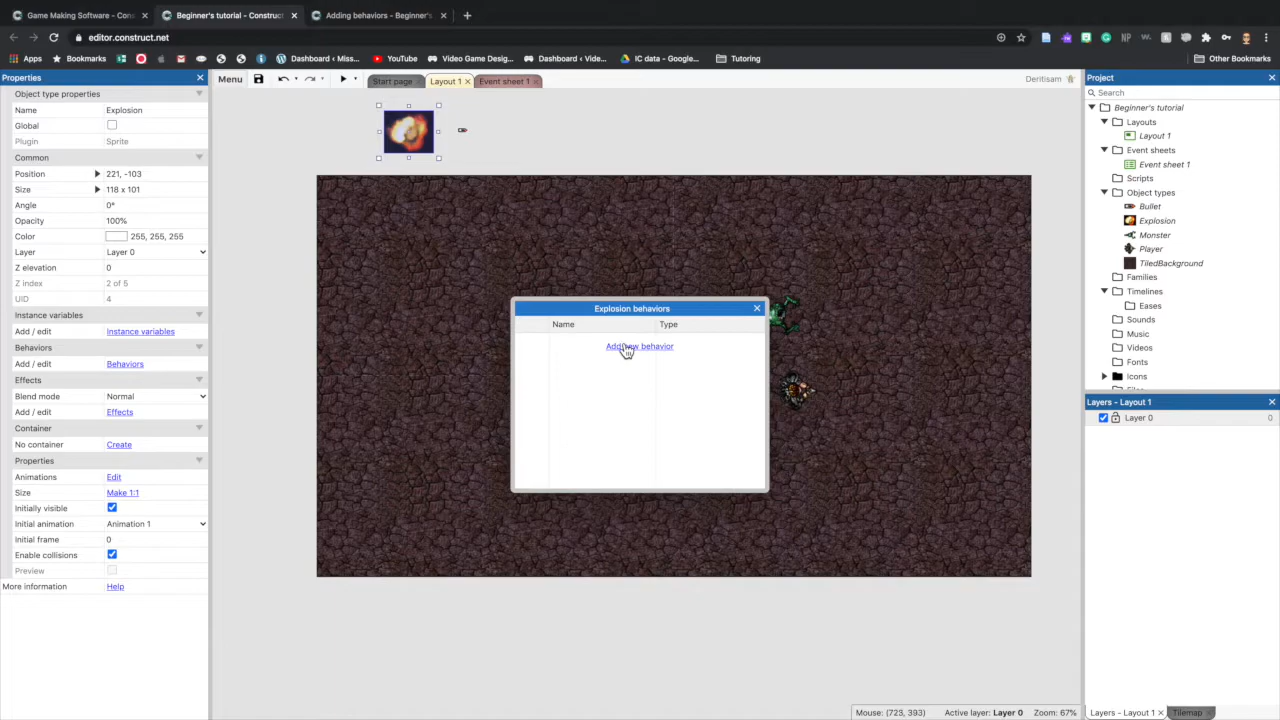 Game Making Software - Cons
Beginner's tutorial - Construct
Adding behaviors - Beginner's
editor.construct.net
Apps
Bookmarks
Dashboard ‹ Miss...
YouTube
Video Game Desig...
Dashboard ‹ Vide...
IC data - Google...
Tutoring
Other Bookmarks
Properties
Menu
Start page
Layout 1
Event sheet 1
Deritisam
Project
Object type properties
Name
Explosion
Global
Plugin
Sprite
Common
Position
221, -103
Size
118 x 101
Angle
0°
Opacity
100%
Color
255, 255, 255
Layer
Layer 0
Z elevation
0
Z index
2 of 5
UID
4
Instance variables
Add / edit
Instance variables
Behaviors
Add / edit
Behaviors
Effects
Blend mode
Normal
Add / edit
Effects
Container
No container
Create
Properties
Animations
Edit
Size
Make 1:1
Initially visible
Initial animation
Animation 1
Initial frame
0
Enable collisions
Preview
More information
Help
Explosion behaviors
Name
Type
Add new behavior
Search
Beginner's tutorial
Layouts
Layout 1
Event sheets
Event sheet 1
Scripts
Object types
Bullet
Explosion
Monster
Player
TiledBackground
Families
Timelines
Eases
Sounds
Music
Videos
Fonts
Icons
Layers - Layout 1
Layer 0
0
Mouse: (723, 393)
Active layer: Layer 0
Zoom: 67%
Layers - Layout 1
Tilemap